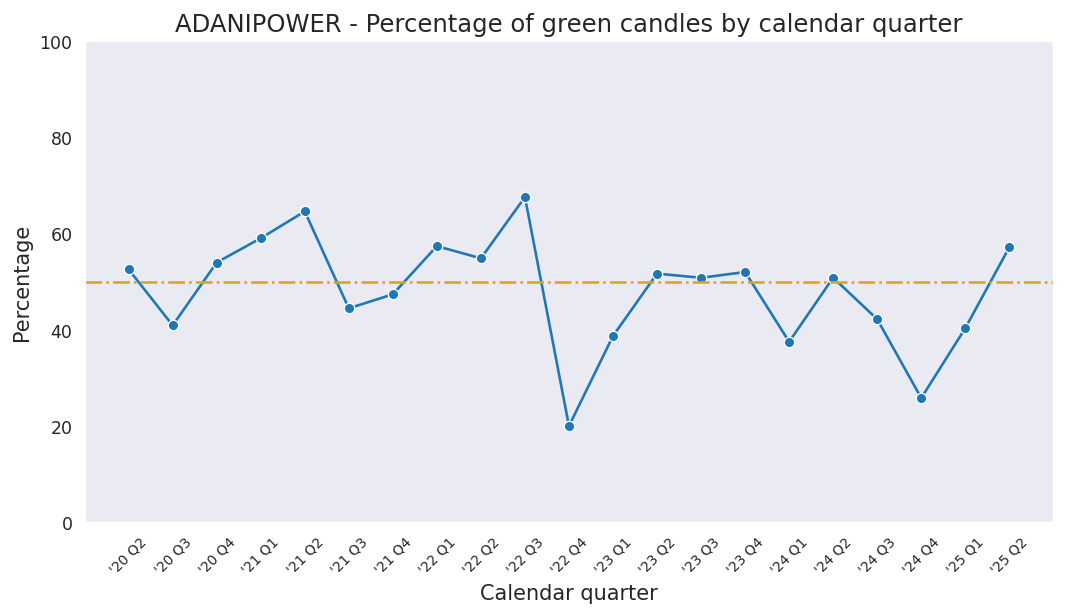 ADANIPOWER - Percentage of green candles by calendar quarter
100
80
60
40
20
0
Percentage
'20 Q2
'20 Q3
'20 Q4
'21 Q1
'21 Q2
'21 Q3
'21 Q4
'22 Q1
'22 Q2
'22 Q3
'22 Q4
'23 Q1
'23 Q2
'23 Q3
'23 Q4
'24 Q1
'24 Q2
'24 Q3
'24 Q4
'25 Q1
'25 Q2
Calendar quarter